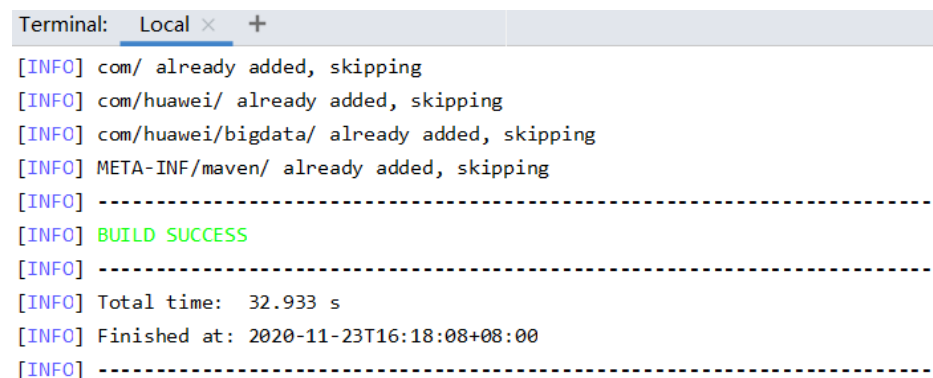 Terminal: Local × +
[INFO] com/ already added, skipping
[INFO] com/huawei/ already added, skipping
[INFO] com/huawei/bigdata/ already added, skipping
[INFO] META-INF/maven/ already added, skipping
[INFO] ------------------------------------------------------------------------
[INFO] BUILD SUCCESS
[INFO] ------------------------------------------------------------------------
[INFO] Total time:  32.933 s
[INFO] Finished at: 2020-11-23T16:18:08+08:00
[INFO] ------------------------------------------------------------------------